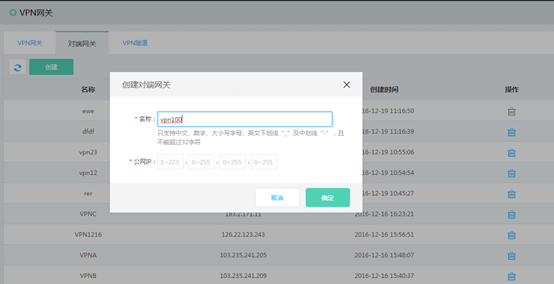 VPN网关
VPN网关 对端网关 VPN隧道
创建
名称 创建时间 操作
创建对端网关
* 名称： vpn100
只支持中文、数字、大小写字母、英文下划线 "_" 及中划线 "-" ，且
不能超过32字符
* 公网IP： 1~223 . 0~255 . 0~255 . 0~255
取消 确定
ewe 16-12-19 11:16:50
dfdf 16-12-19 11:16:39
vpn23 16-12-19 10:55:06
vpn12 16-12-19 10:54:23
rer 16-12-19 10:45:27
VPNC 183.2.171.11 2016-12-16 16:23:21
VPN1216 126.22.123.243 2016-12-16 15:56:51
VPNA 103.235.241.205 2016-12-16 15:48:07
VPNB 103.235.241.209 2016-12-16 15:40:37